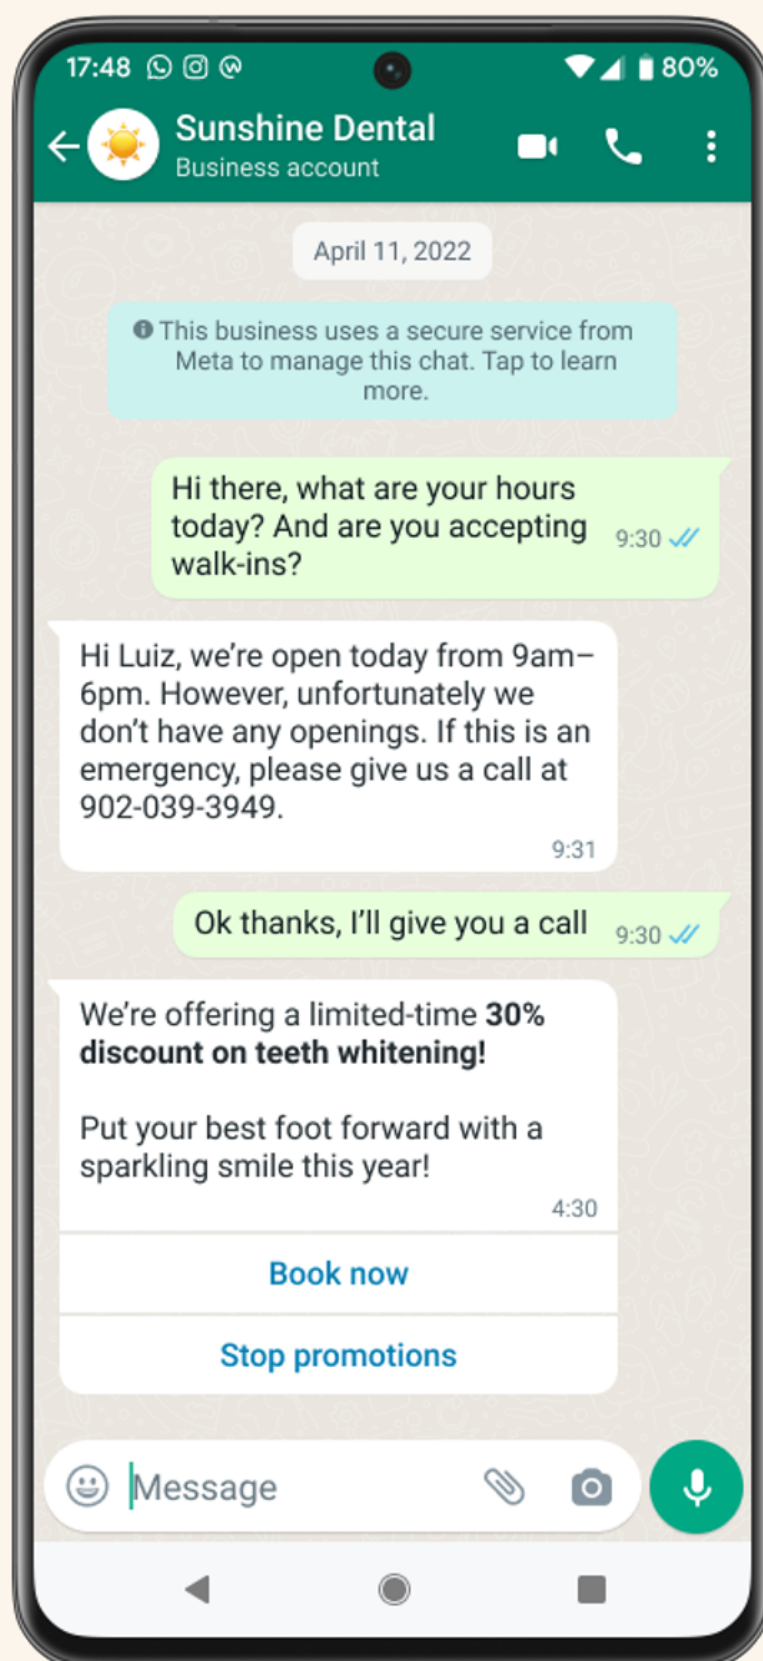 17:48 80%
Sunshine Dental
Business account
April 11, 2022
This business uses a secure service from
Meta to manage this chat. Tap to learn
more.
Hi there, what are your hours
today? And are you accepting
walk-ins?
9:30
Hi Luiz, we’re open today from 9am–
6pm. However, unfortunately we
don’t have any openings. If this is an
emergency, please give us a call at
902-039-3949.
9:31
Ok thanks, I’ll give you a call 9:30
We’re offering a limited-time 30%
discount on teeth whitening!
Put your best foot forward with a
sparkling smile this year!
4:30
Book now
Stop promotions
Message